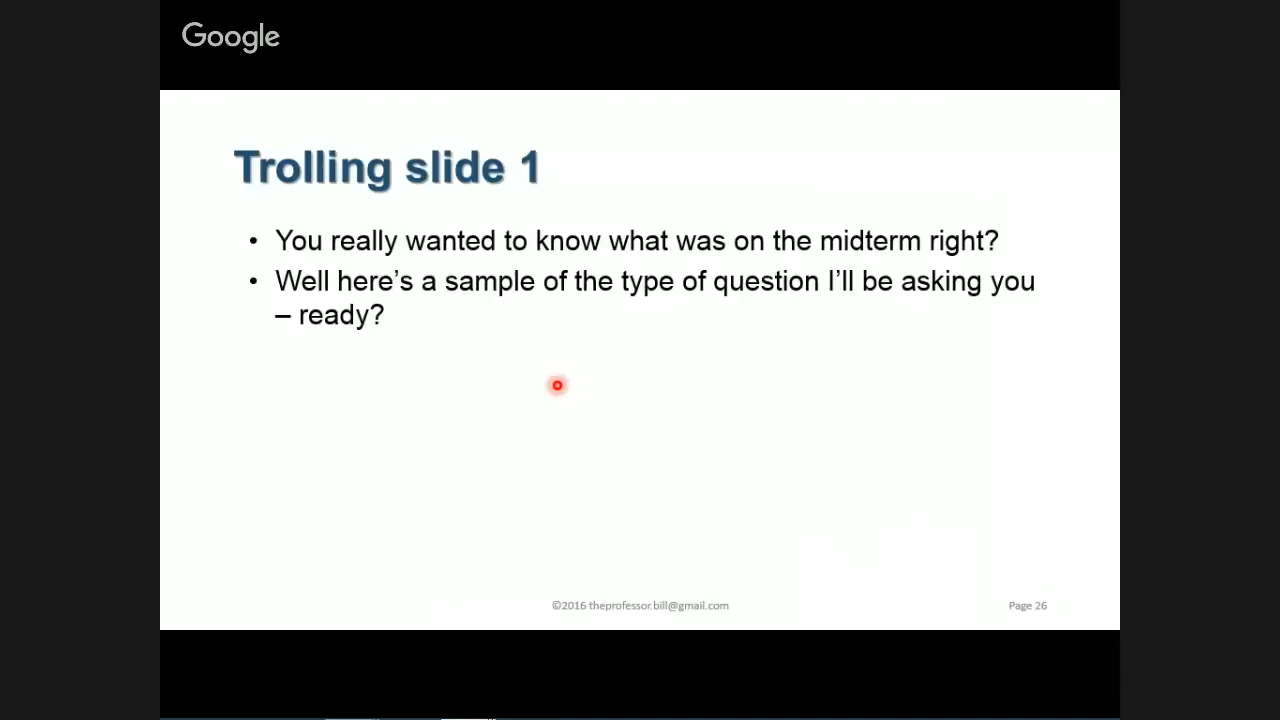 Google
Trolling slide 1
• You really wanted to know what was on the midterm right?
• Well here's a sample of the type of question I'll be asking you
– ready?
©2016 theprofessor.bill@gmail.com
Page 26